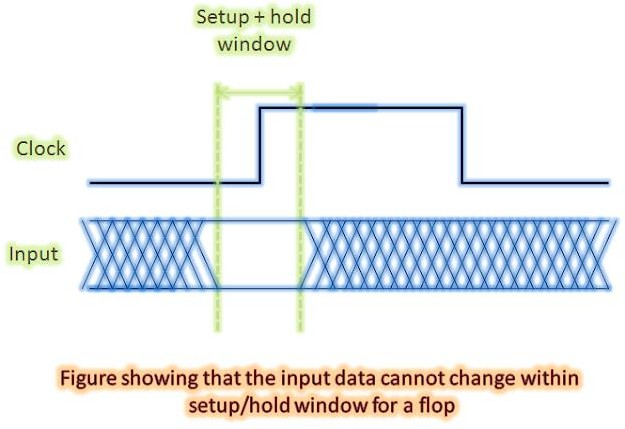 Setup + hold
window
Clock
Input
Figure showing that the input data cannot change within
setup/hold window for a flop